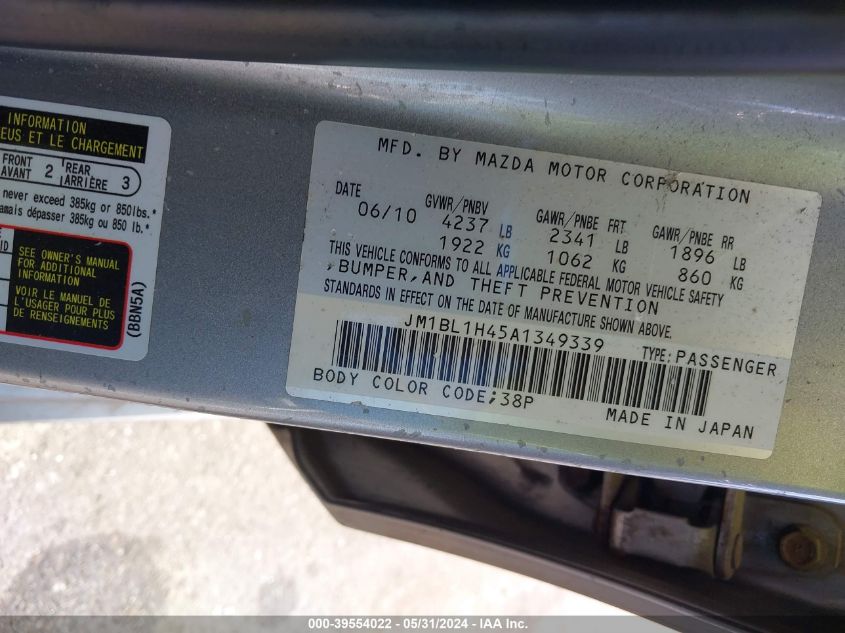 INFORMATION
EUS ET LE CHARGEMENT
FRONT
AVANT 2 REAR
ARRIÈRE 3
never exceed 385kg or 850lbs.*
amais dépasser 385kg ou 850 lb.*
SEE OWNER'S MANUAL
FOR ADDITIONAL
INFORMATION
VOIR LE MANUEL DE
L'USAGER POUR PLUS
DE RENSEIGNEMENTS
(BBN5A)
MFD. BY MAZDA MOTOR CORPORATION
DATE GVWR/PNBV GAWR/PNBE FRT GAWR/PNBE RR
06/10 4237 LB 2341 LB 1896 LB
1922 KG 1062 KG 860 KG
THIS VEHICLE CONFORMS TO ALL APPLICABLE FEDERAL MOTOR VEHICLE SAFETY
,BUMPER,AND THEFT PREVENTION
STANDARDS IN EFFECT ON THE DATE OF MANUFACTURE SHOWN ABOVE.
JM1BL1H45A1349339 TYPE:PASSENGER
BODY COLOR CODE;38P
MADE IN JAPAN
000-39554022 - 05/31/2024 - IAA Inc.